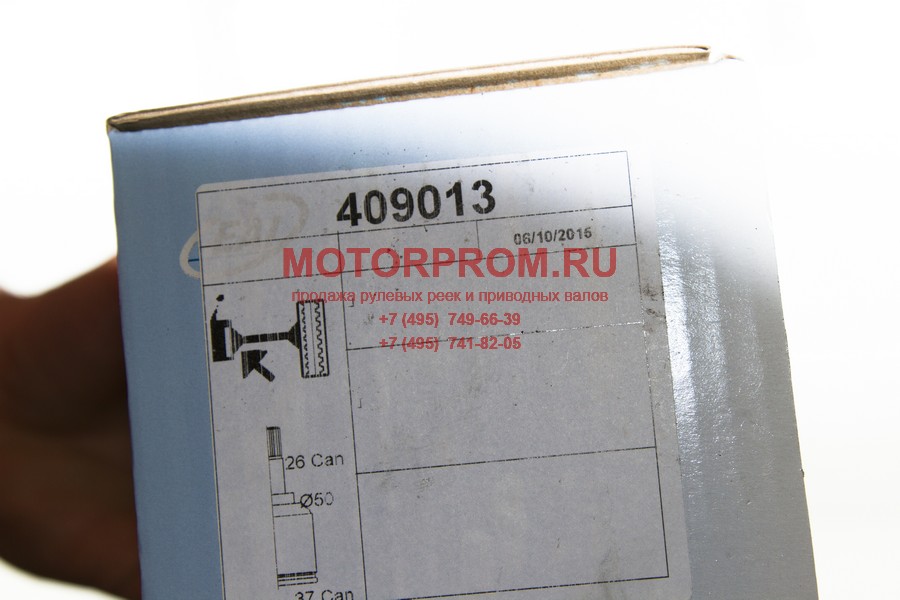 409013
06/10/2015
MOTORPROM.RU
продажа рулевых реек и приводных валов
+7 (495) 749-66-39
+7 (495) 741-82-05
26 Can
Ø50
37 Can